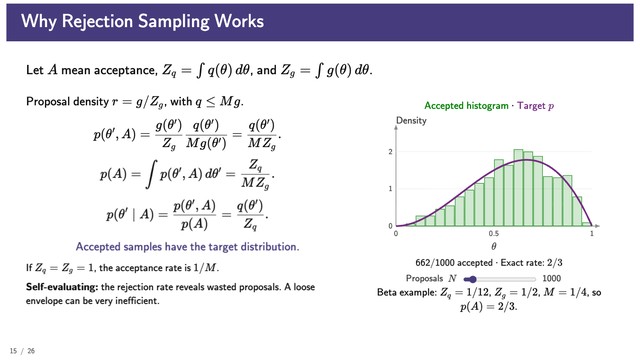 Why Rejection Sampling Works
Let A mean acceptance, Z_q = ∫ q(θ) dθ, and Z_g = ∫ g(θ) dθ.
Proposal density r = g/Z_g, with q ≤ Mg.
p(θ′, A) = g(θ′)/Z_g q(θ′)/Mg(θ′) = q(θ′)/MZ_g.
p(A) = ∫ p(θ′, A) dθ′ = Z_q/MZ_g.
p(θ′ | A) = p(θ′, A)/p(A) = q(θ′)/Z_q.
Accepted samples have the target distribution.
If Z_q = Z_g = 1, the acceptance rate is 1/M.
Self-evaluating: the rejection rate reveals wasted proposals. A loose
envelope can be very inefficient.
Accepted histogram · Target p
Density
2
1
0
0 0.5 1
θ
662/1000 accepted · Exact rate: 2/3
Proposals N 1000
Beta example: Z_q = 1/12, Z_g = 1/2, M = 1/4, so
p(A) = 2/3.
15 / 26